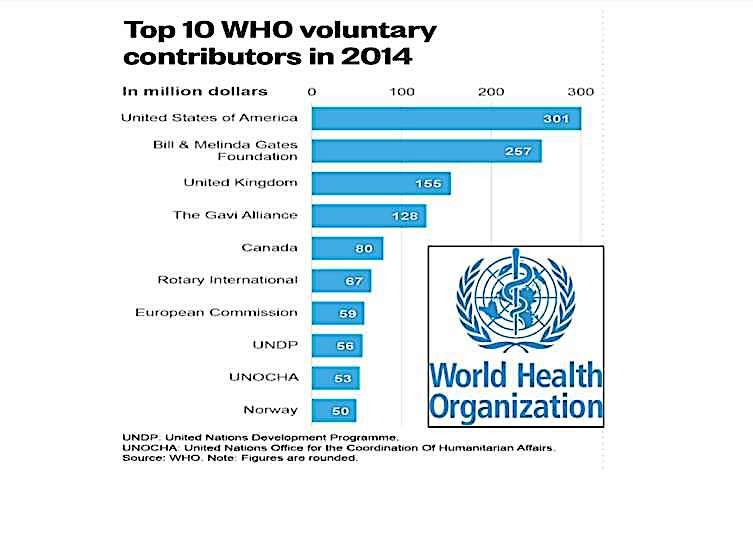 Top 10 WHO voluntary
contributors in 2014
In million dollars 0 100 200 300
United States of America 301
Bill & Melinda Gates
Foundation 257
United Kingdom 155
The Gavi Alliance 128
Canada 80
Rotary International 67
European Commission 59
UNDP 56
UNOCHA 53
Norway 50
World Health
Organization
UNDP: United Nations Development Programme.
UNOCHA: United Nations Office for the Coordination Of Humanitarian Affairs.
Source: WHO. Note: Figures are rounded.